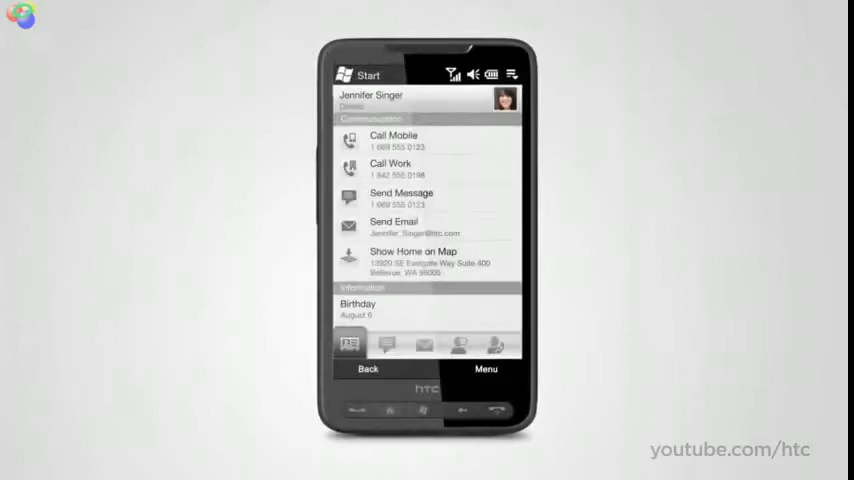 Start
Jennifer Singer
Details
Communication
Call Mobile
1 669 555 0123
Call Work
1 842 555 0198
Send Message
1 669 555 0123
Send Email
Jennifer_Singer@htc.com
Show Home on Map
13920 SE Eastgate Way Suite 400
Bellevue, WA 98005
Information
Birthday
August 6
Back
Menu
htc
youtube.com/htc